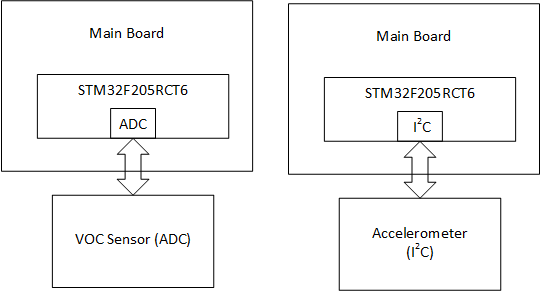 Main Board
STM32F205RCT6
ADC
VOC Sensor (ADC)
Main Board
STM32F205RCT6
I²C
Accelerometer
(I²C)